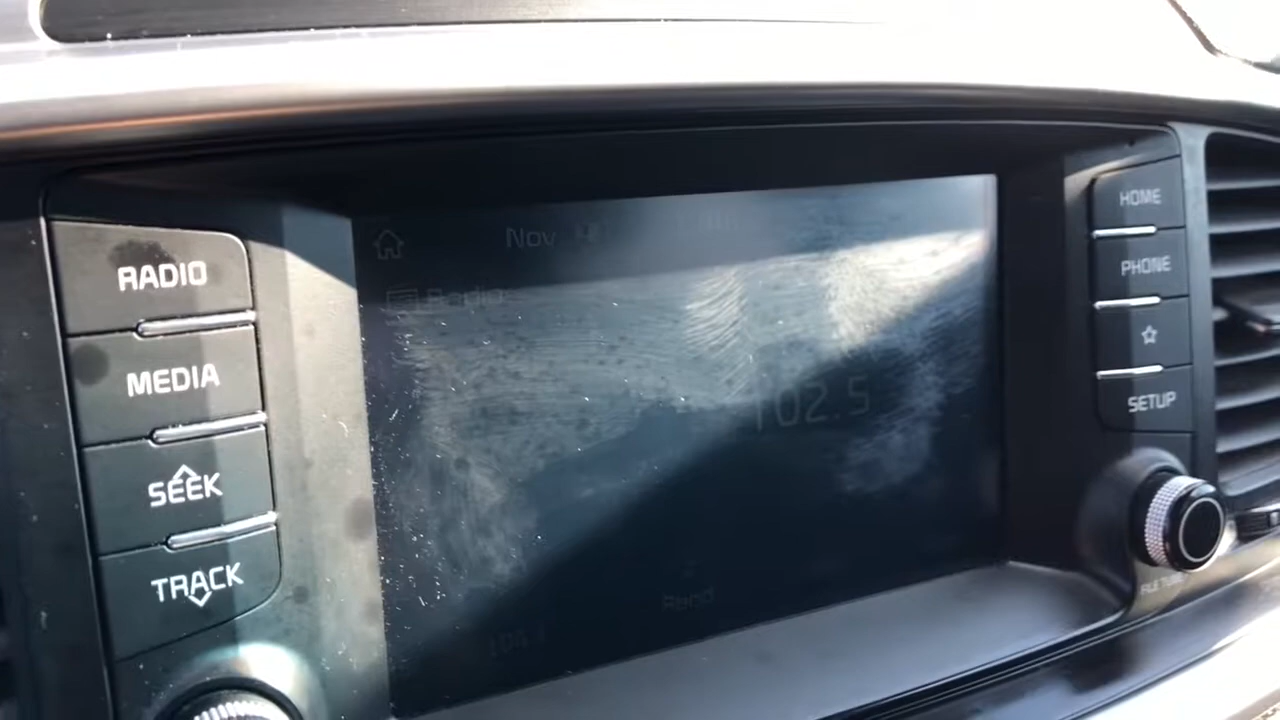 RADIO
MEDIA
SEEK
TRACK
Nov
Radio
102.5
HOME
PHONE
SETUP